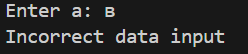 Enter a: в
Incorrect data input